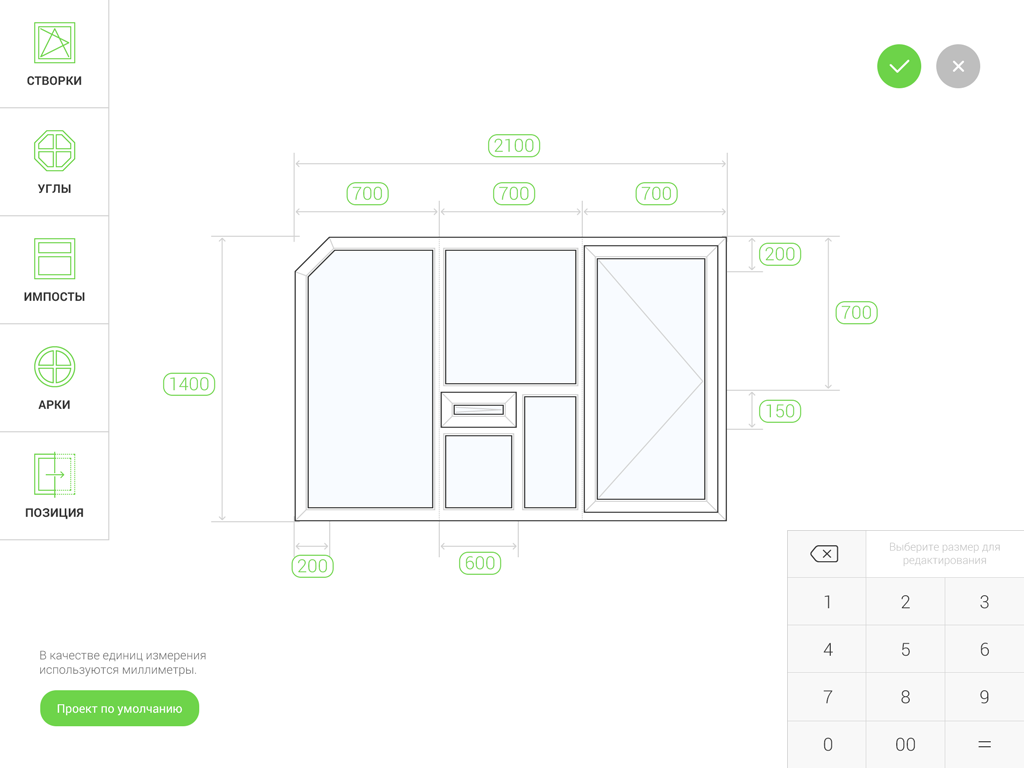 СТВОРКИ
УГЛЫ
ИМПОСТЫ
АРКИ
ПОЗИЦИЯ
2100
700
700
700
200
700
1400
150
200
600
В качестве единиц измерения
используются миллиметры.
Проект по умолчанию
Выберите размер для
редактирования
1 2 3
4 5 6
7 8 9
0 00 =